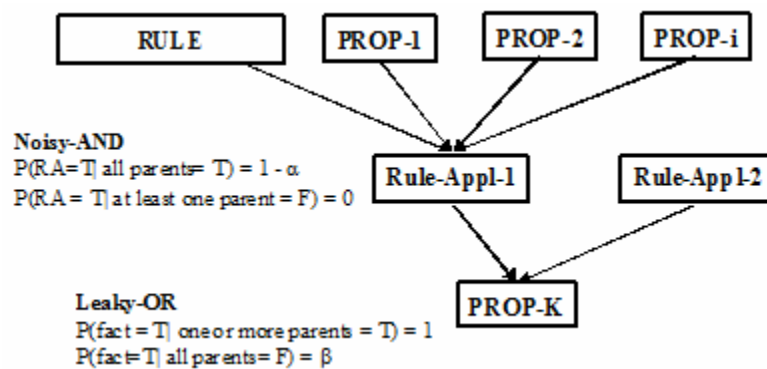 RULE
PROP-1
PROP-2
PROP-i
Noisy-AND
P(RA=T| all parents= T) = 1 - α
P(RA = T| at least one parent = F) = 0
Rule-Appl-1
Rule-Appl-2
PROP-K
Leaky-OR
P(fact = T| one or more parents = T) = 1
P(fact=T| all parents= F) = β